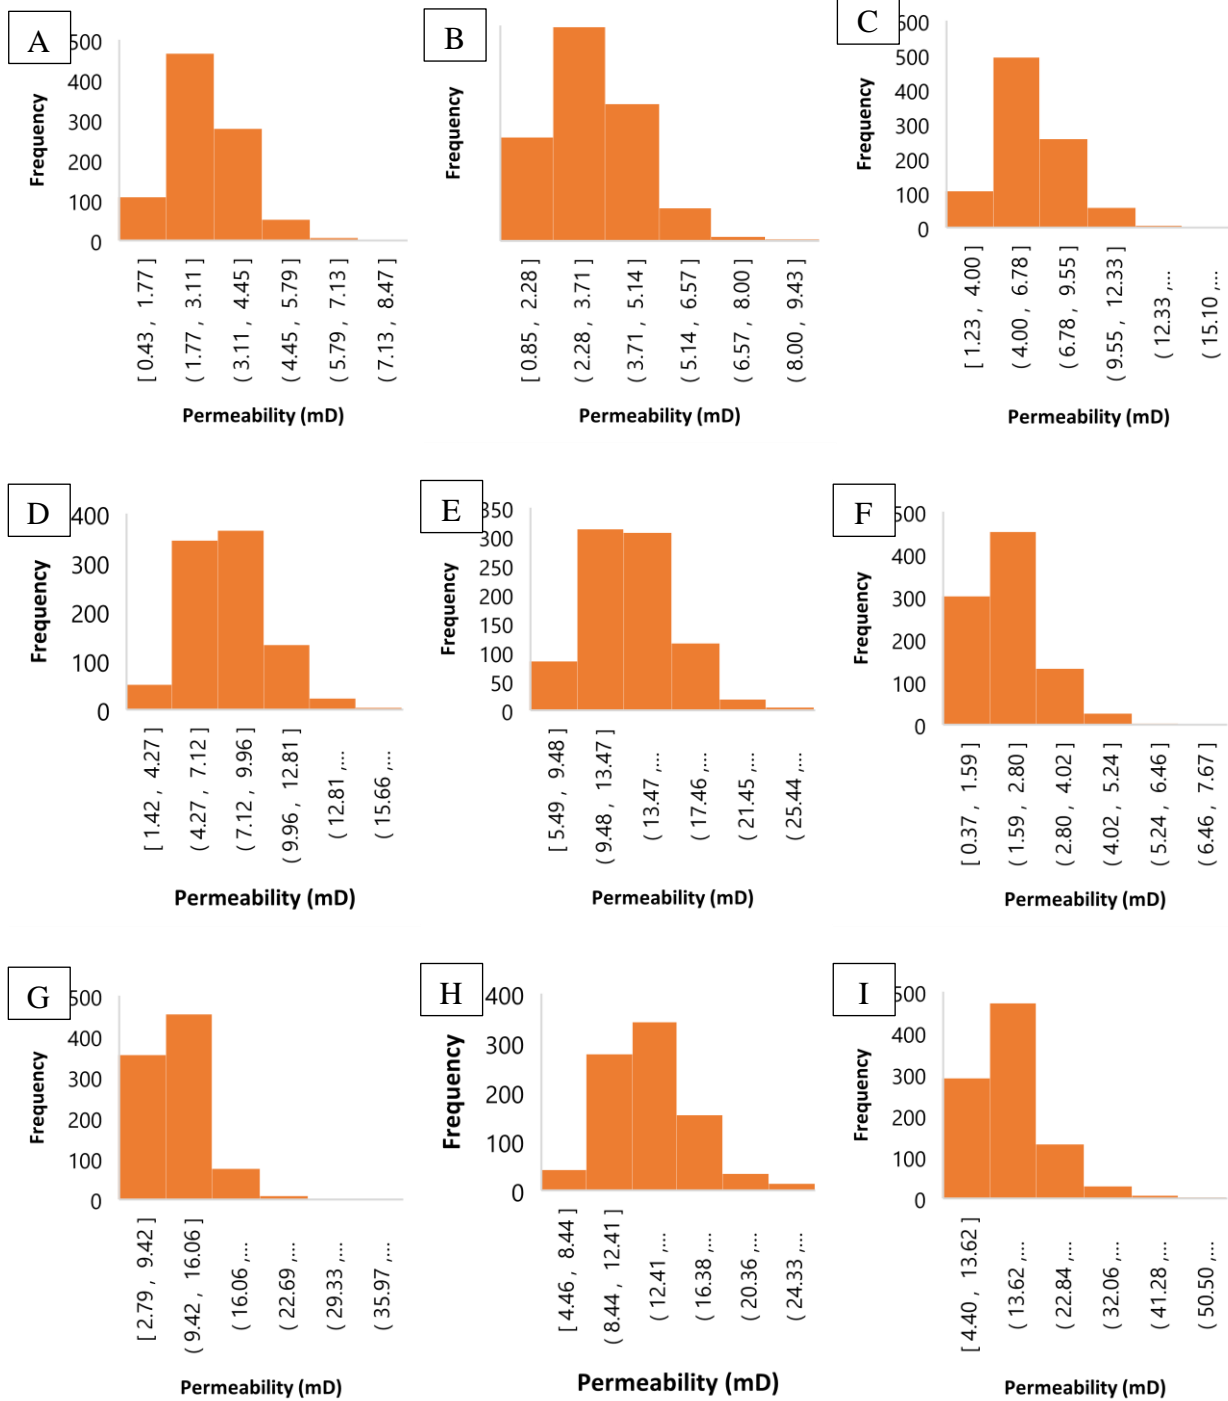 A
500
400
300
200
100
0
Frequency
[ 0.43 , 1.77 ]
( 1.77 , 3.11 ]
( 3.11 , 4.45 ]
( 4.45 , 5.79 ]
( 5.79 , 7.13 ]
( 7.13 , 8.47 ]
Permeability (mD)
B
Frequency
[ 0.85 , 2.28 ]
( 2.28 , 3.71 ]
( 3.71 , 5.14 ]
( 5.14 , 6.57 ]
( 6.57 , 8.00 ]
( 8.00 , 9.43 ]
Permeability (mD)
C
600
500
400
300
200
100
0
Frequency
[ 1.23 , 4.00 ]
( 4.00 , 6.78 ]
( 6.78 , 9.55 ]
( 9.55 , 12.33 ]
( 12.33 ,...
( 15.10 ,...
Permeability (mD)
D
400
300
200
100
0
Frequency
[ 1.42 , 4.27 ]
( 4.27 , 7.12 ]
( 7.12 , 9.96 ]
( 9.96 , 12.81 ]
( 12.81 ,...
( 15.66 ,...
Permeability (mD)
E
350
300
250
200
150
100
50
0
Frequency
[ 5.49 , 9.48 ]
( 9.48 , 13.47 ]
( 13.47 ,...
( 17.46 ,...
( 21.45 ,...
( 25.44 ,...
Permeability (mD)
F
500
400
300
200
100
0
Frequency
[ 0.37 , 1.59 ]
( 1.59 , 2.80 ]
( 2.80 , 4.02 ]
( 4.02 , 5.24 ]
( 5.24 , 6.46 ]
( 6.46 , 7.67 ]
Permeability (mD)
G
500
400
300
200
100
0
Frequency
[ 2.79 , 9.42 ]
( 9.42 , 16.06 ]
( 16.06 ,...
( 22.69 ,...
( 29.33 ,...
( 35.97 ,...
Permeability (mD)
H
400
300
200
100
0
Frequency
[ 4.46 , 8.44 ]
( 8.44 , 12.41 ]
( 12.41 ,...
( 16.38 ,...
( 20.36 ,...
( 24.33 ,...
Permeability (mD)
I
500
400
300
200
100
0
Frequency
[ 4.40 , 13.62 ]
( 13.62 ,...
( 22.84 ,...
( 32.06 ,...
( 41.28 ,...
( 50.50 ,...
Permeability (mD)